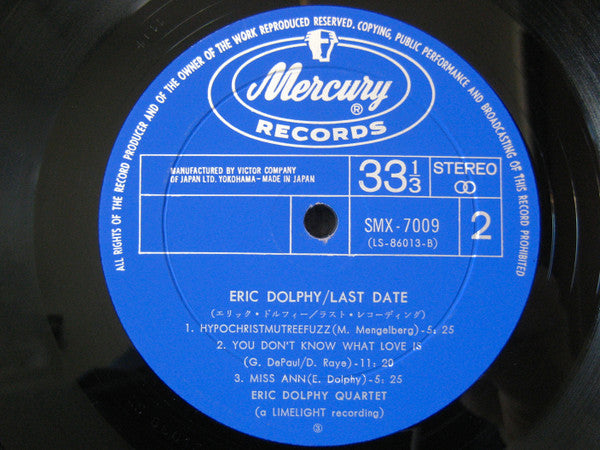 ALL RIGHTS OF THE RECORD PRODUCER AND OF THE OWNER OF THE WORK REPRODUCED RESERVED. COPYING, PUBLIC PERFORMANCE AND BROADCASTING OF THIS RECORD PROHIBITED
Mercury®
RECORDS
MANUFACTURED BY VICTOR COMPANY
OF JAPAN LTD. YOKOHAMA-MADE IN JAPAN
33 1/3
STEREO
SMX-7009
(LS-86013-B)
2
ERIC DOLPHY/LAST DATE
(エリック・ドルフィー/ラスト・レコーディング)
1. HYPOCHRISTMUTREEFUZZ(M. Mengelberg)-5:25
2. YOU DON'T KNOW WHAT LOVE IS
(G. DePaul/D. Raye)-11:20
3. MISS ANN(E. Dolphy)-5:25
ERIC DOLPHY QUARTET
(a LIMELIGHT recording)
③